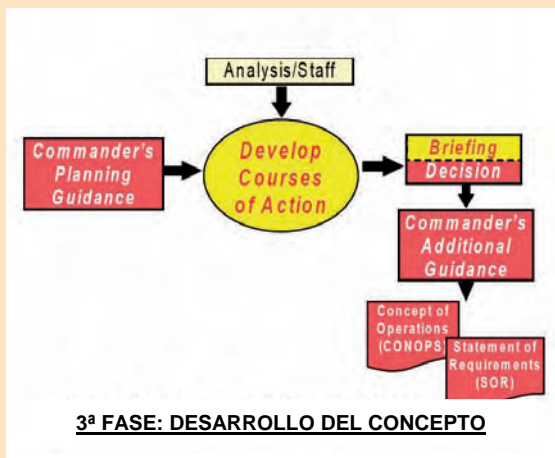 Analysis/Staff
Commander's
Planning
Guidance
Develop
Courses
of Action
Briefing
Decision
Commander's
Additional
Guidance
Concept of
Operations
(CONOPS)
Statement of
Requirements
(SOR)
3ª FASE: DESARROLLO DEL CONCEPTO